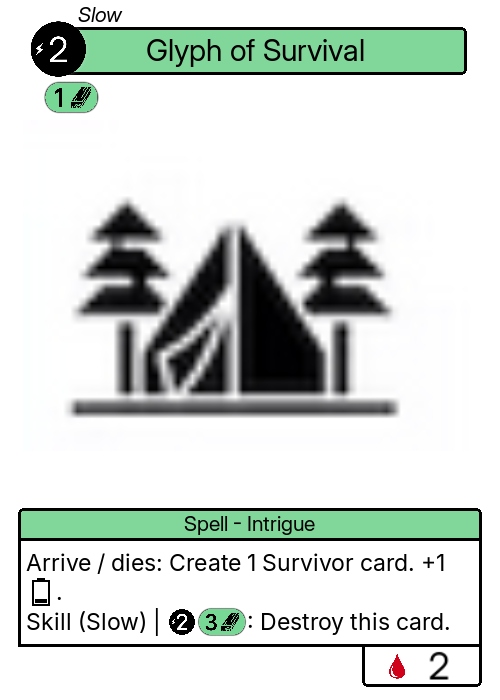 Slow
2
Glyph of Survival
1
Spell - Intrigue
Arrive / dies: Create 1 Survivor card. +1
.
Skill (Slow) | 2 3 : Destroy this card.
2